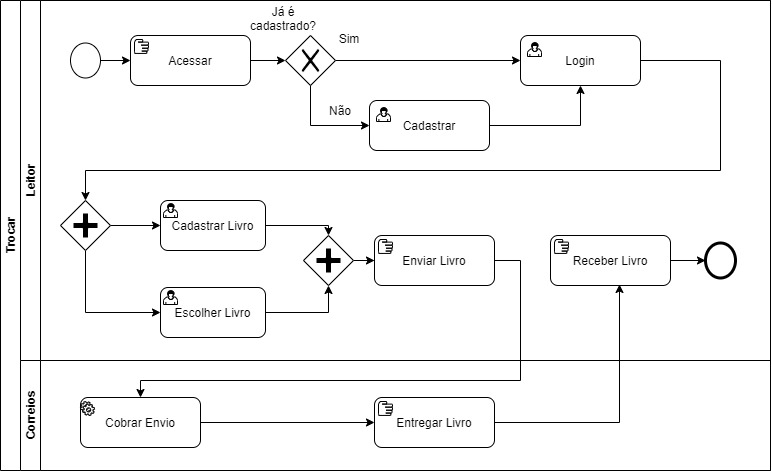 Trocar
Leitor
Já é
cadastrado?
Sim
Acessar
Login
Não
Cadastrar
Cadastrar Livro
Enviar Livro
Receber Livro
Escolher Livro
Correios
Cobrar Envio
Entregar Livro